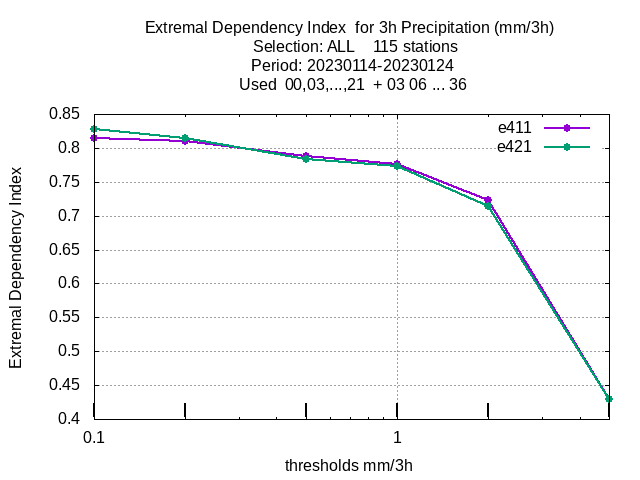 Extremal Dependency Index  for 3h Precipitation (mm/3h)
Selection: ALL    115 stations
Period: 20230114-20230124
Used  00,03,...,21  + 03 06 ... 36
0.85
0.8
0.75
0.7
0.65
0.6
0.55
0.5
0.45
0.4
Extremal Dependency Index
e411
e421
0.1
1
thresholds mm/3h